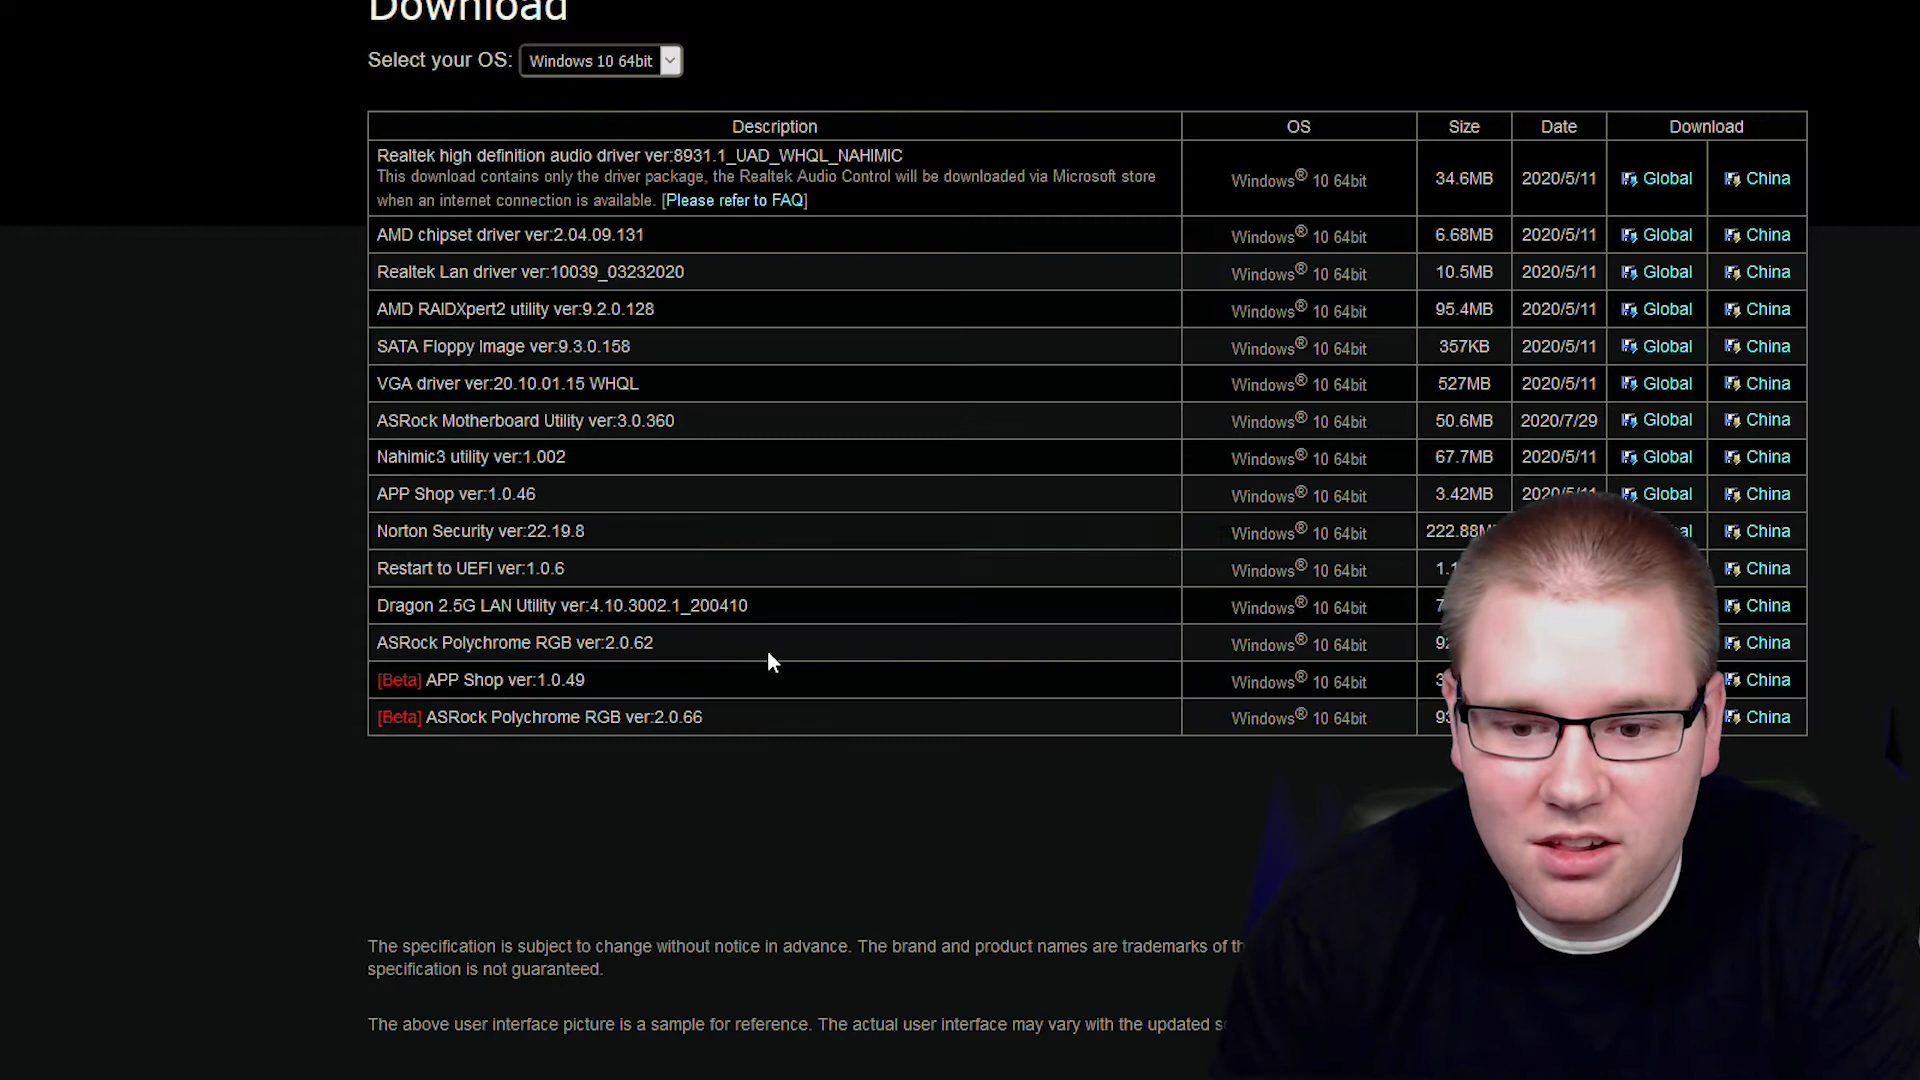 Download
Select your OS: Windows 10 64bit
Description OS Size Date Download
Realtek high definition audio driver ver:8931.1_UAD_WHQL_NAHIMIC
This download contains only the driver package, the Realtek Audio Control will be downloaded via Microsoft store
when an internet connection is available. [Please refer to FAQ]
Windows® 10 64bit 34.6MB 2020/5/11 Global China
AMD chipset driver ver:2.04.09.131 Windows® 10 64bit 6.68MB 2020/5/11 Global China
Realtek Lan driver ver:10039_03232020 Windows® 10 64bit 10.5MB 2020/5/11 Global China
AMD RAIDXpert2 utility ver:9.2.0.128 Windows® 10 64bit 95.4MB 2020/5/11 Global China
SATA Floppy Image ver:9.3.0.158 Windows® 10 64bit 357KB 2020/5/11 Global China
VGA driver ver:20.10.01.15 WHQL Windows® 10 64bit 527MB 2020/5/11 Global China
ASRock Motherboard Utility ver:3.0.360 Windows® 10 64bit 50.6MB 2020/7/29 Global China
Nahimic3 utility ver:1.002 Windows® 10 64bit 67.7MB 2020/5/11 Global China
APP Shop ver:1.0.46 Windows® 10 64bit 3.42MB 2020/5/11 Global China
Norton Security ver:22.19.8 Windows® 10 64bit China
Restart to UEFI ver:1.0.6 Windows® 10 64bit China
Dragon 2.5G LAN Utility ver:4.10.3002.1_200410 Windows® 10 64bit China
ASRock Polychrome RGB ver:2.0.62 Windows® 10 64bit China
[Beta] APP Shop ver:1.0.49 Windows® 10 64bit China
[Beta] ASRock Polychrome RGB ver:2.0.66 Windows® 10 64bit China
The specification is subject to change without notice in advance. The brand and product names are trademarks of
specification is not guaranteed.
The above user interface picture is a sample for reference. The actual user interface may vary with the updated